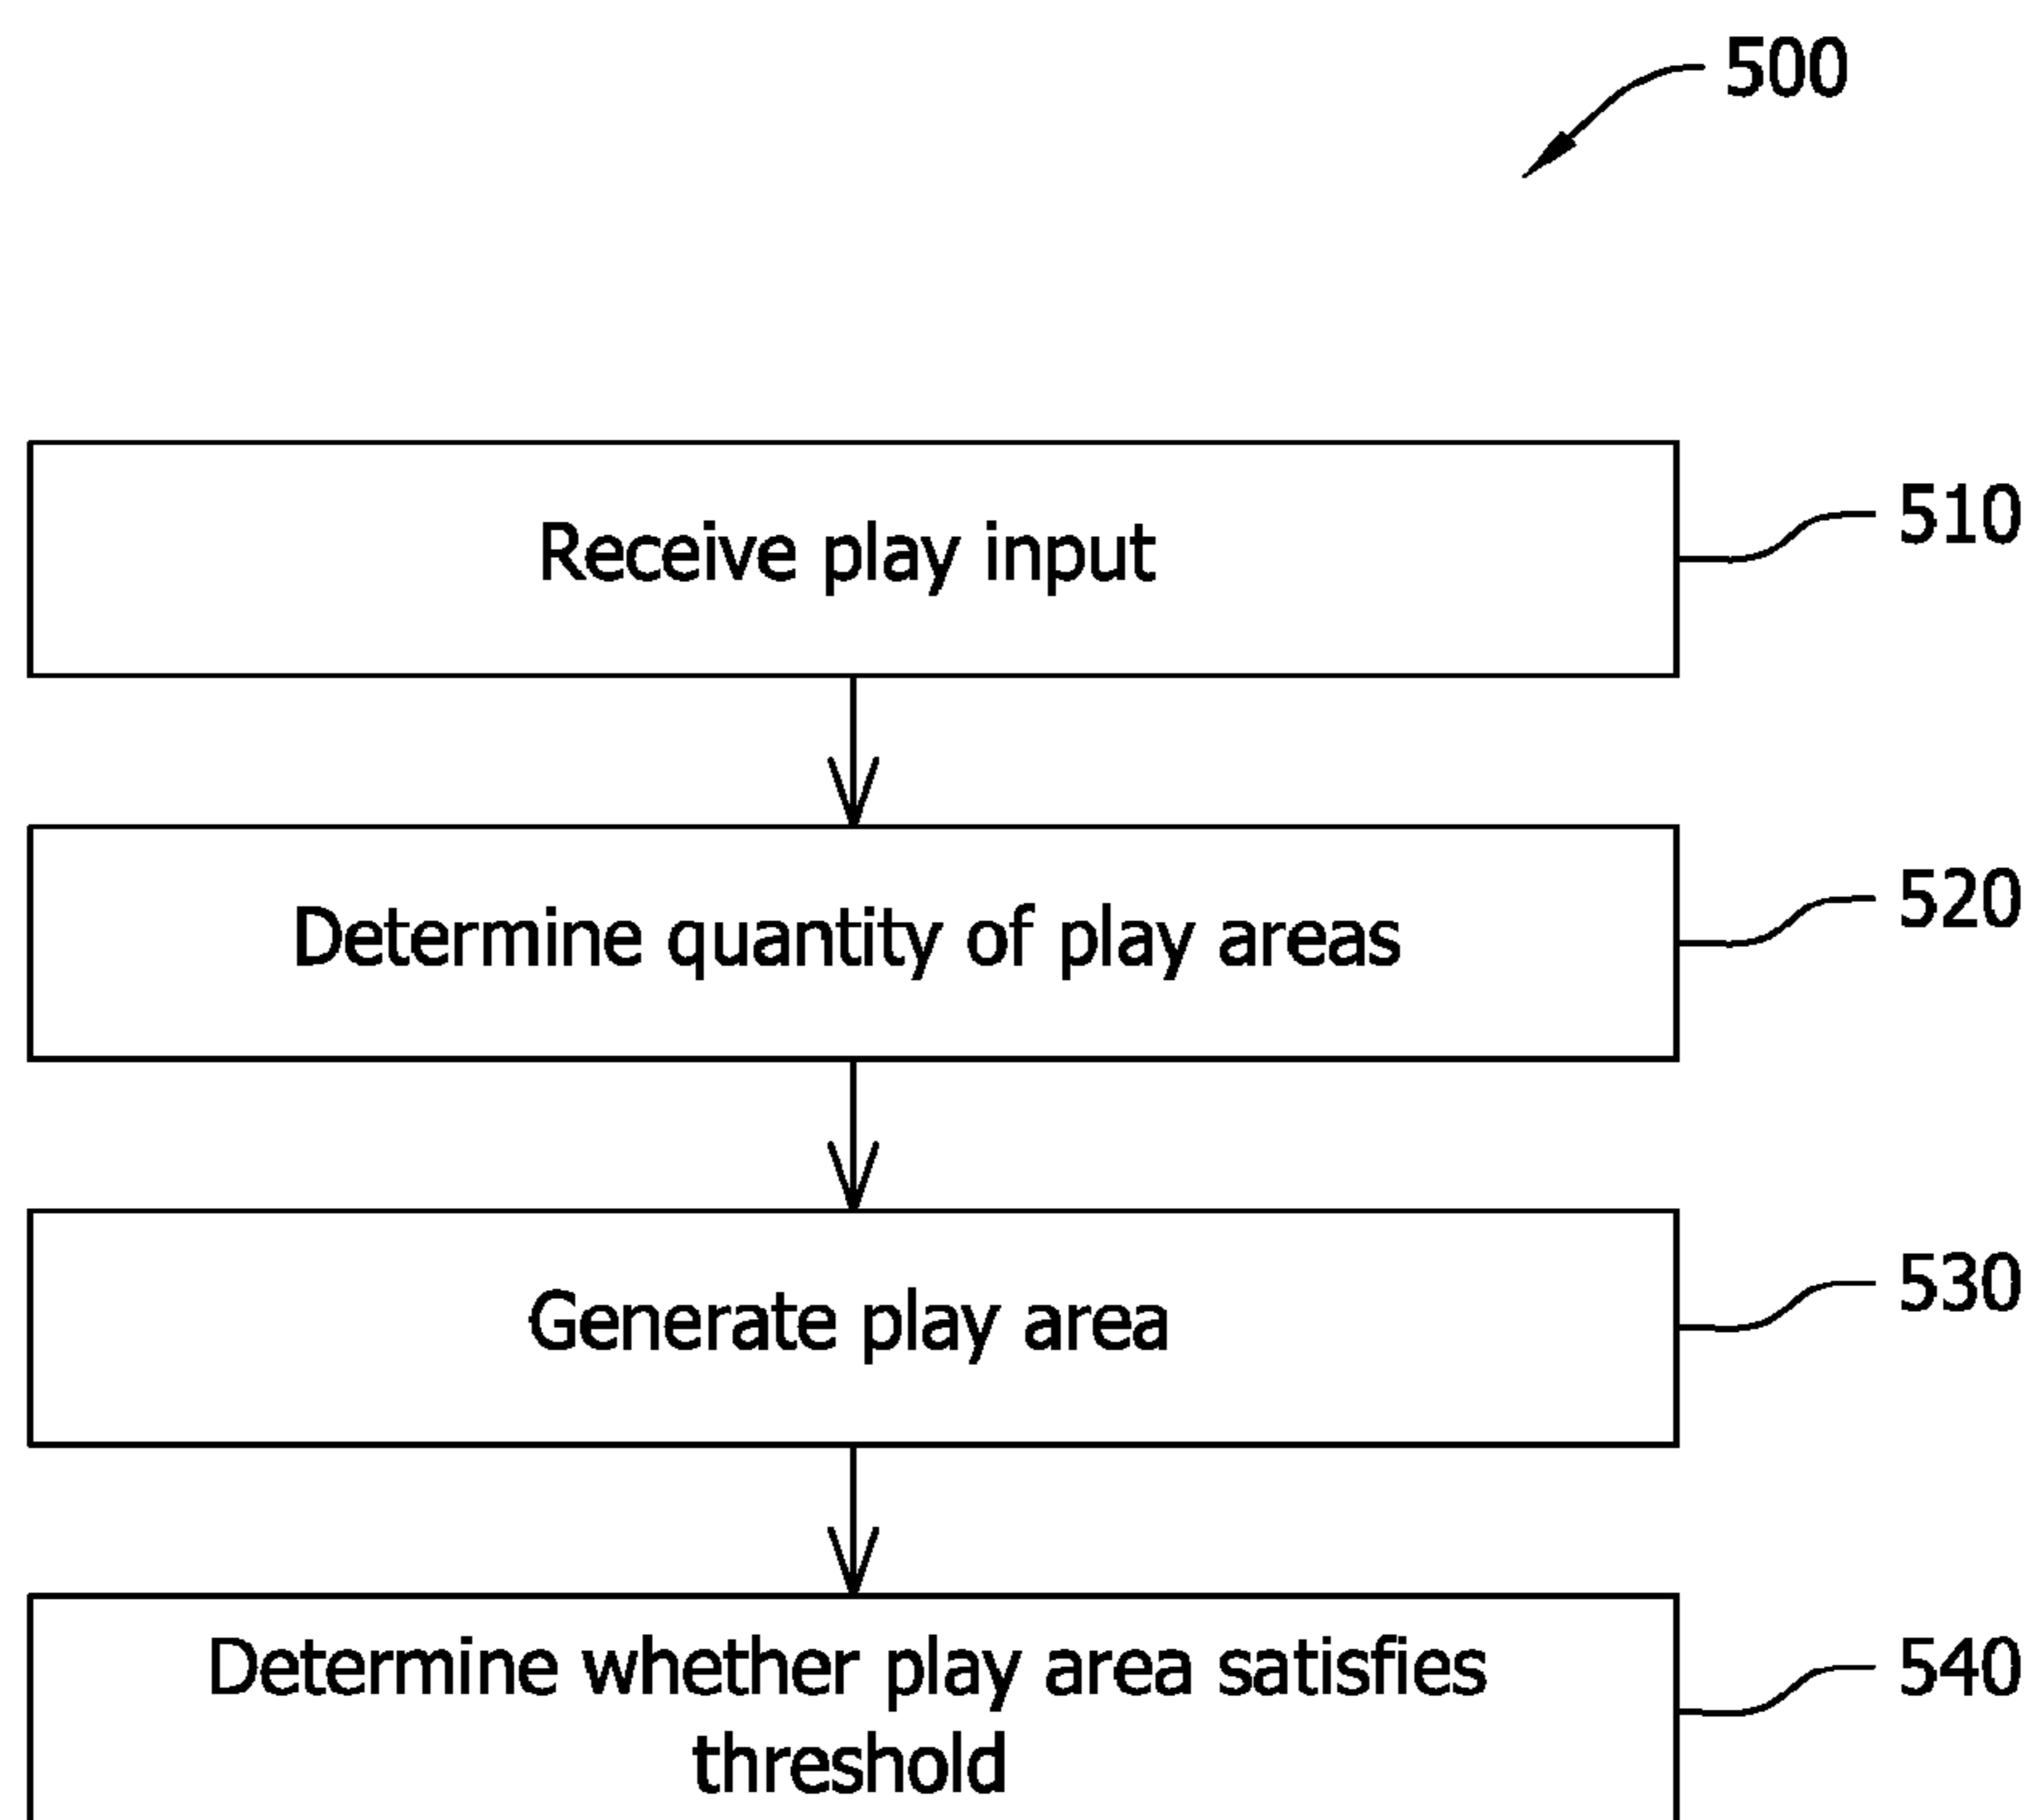 500
Receive play input
510
Determine quantity of play areas
520
Generate play area
530
Determine whether play area satisfies
threshold
540